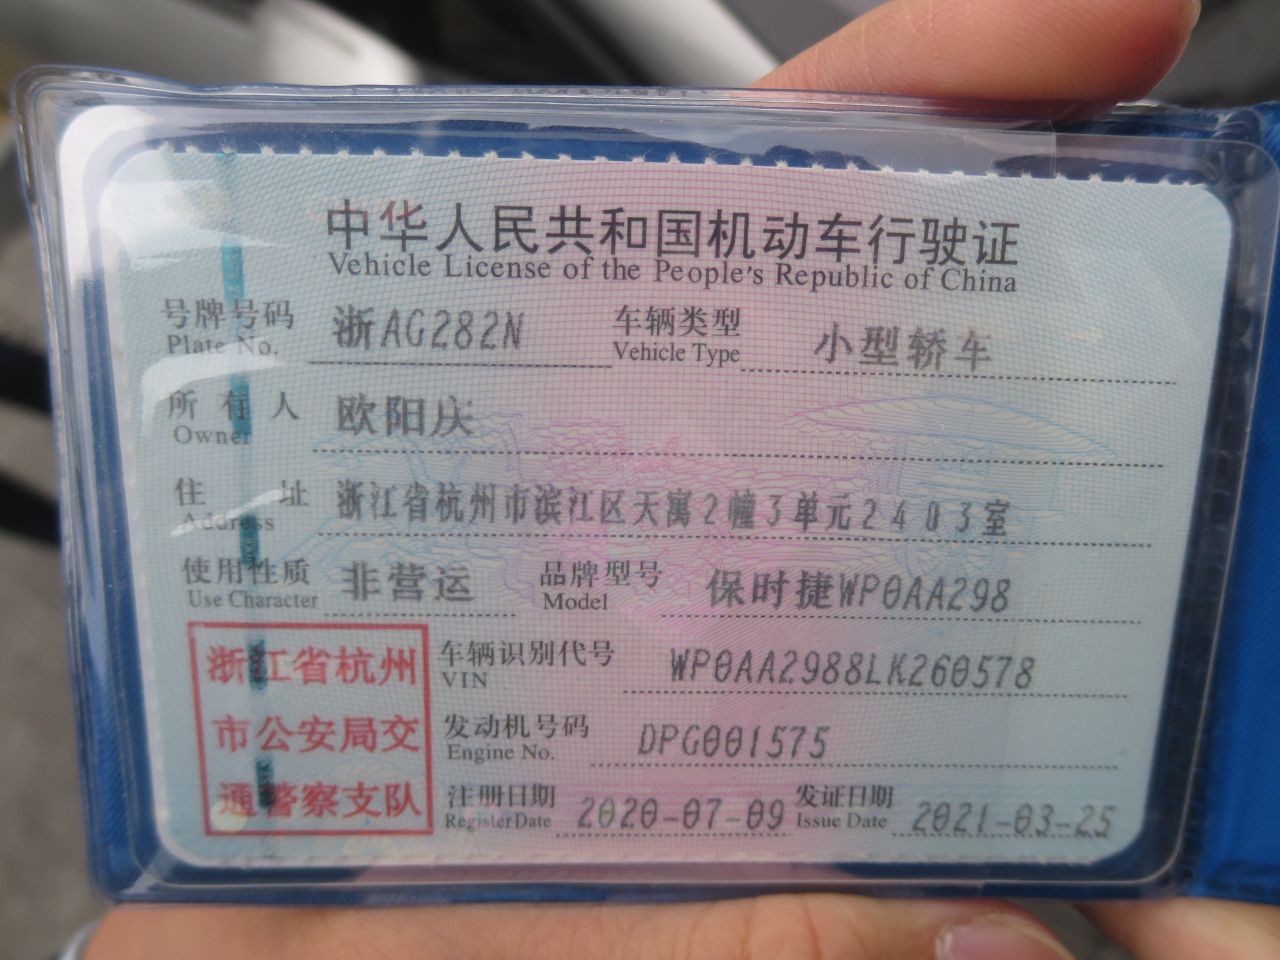 中华人民共和国机动车行驶证
Vehicle License of the People's Republic of China
号牌号码 浙AG282N 车辆类型 小型轿车
Plate No. Vehicle Type
所有人 欧阳庆
Owner
住址 浙江省杭州市滨江区天寓2幢3单元2403室
Address
使用性质 非营运 品牌型号 保时捷WP0AA298
Use Character Model
浙江省杭州 车辆识别代号 WP0AA2988LK260578
VIN
市公安局交 发动机号码 DPG001575
Engine No.
通警察支队 注册日期 2020-07-09 发证日期 2021-03-25
Register Date Issue Date